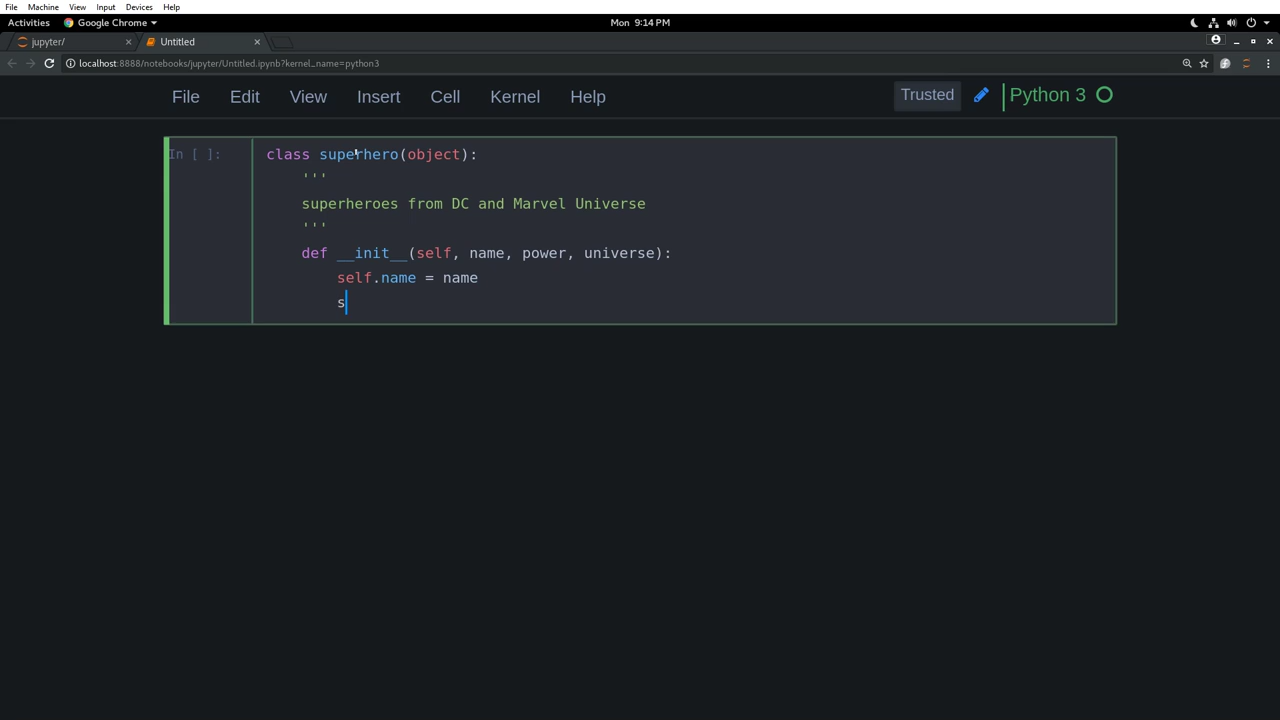 File Machine View Input Devices Help
Activities Google Chrome Mon 9:14 PM
jupyter/ Untitled
localhost:8888/notebooks/jupyter/Untitled.ipynb?kernel_name=python3
File Edit View Insert Cell Kernel Help Trusted Python 3
In [ ]: class superhero(object):
'''
superheroes from DC and Marvel Universe
'''
def __init__(self, name, power, universe):
self.name = name
s